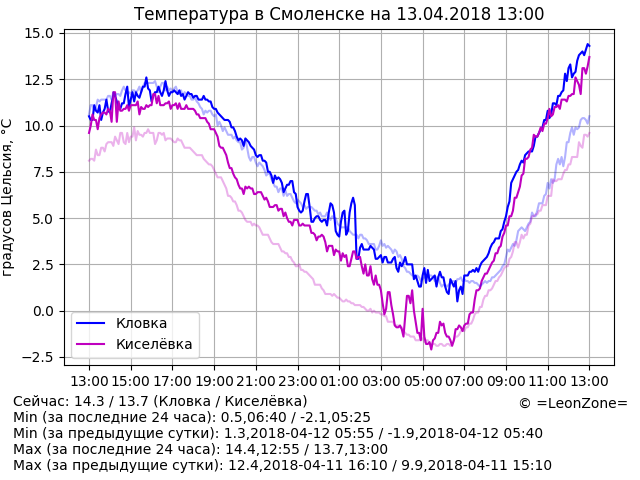 Температура в Смоленске на 13.04.2018 13:00
градусов Цельсия, °C
15.0
12.5
10.0
7.5
5.0
2.5
0.0
−2.5
Кловка
Киселёвка
13:00 15:00 17:00 19:00 21:00 23:00 01:00 03:00 05:00 07:00 09:00 11:00 13:00
Сейчас: 14.3 / 13.7 (Кловка / Киселёвка)
© =LeonZone=
Min (за последние 24 часа): 0.5,06:40 / -2.1,05:25
Min (за предыдущие сутки): 1.3,2018-04-12 05:55 / -1.9,2018-04-12 05:40
Max (за последние 24 часа): 14.4,12:55 / 13.7,13:00
Max (за предыдущие сутки): 12.4,2018-04-11 16:10 / 9.9,2018-04-11 15:10